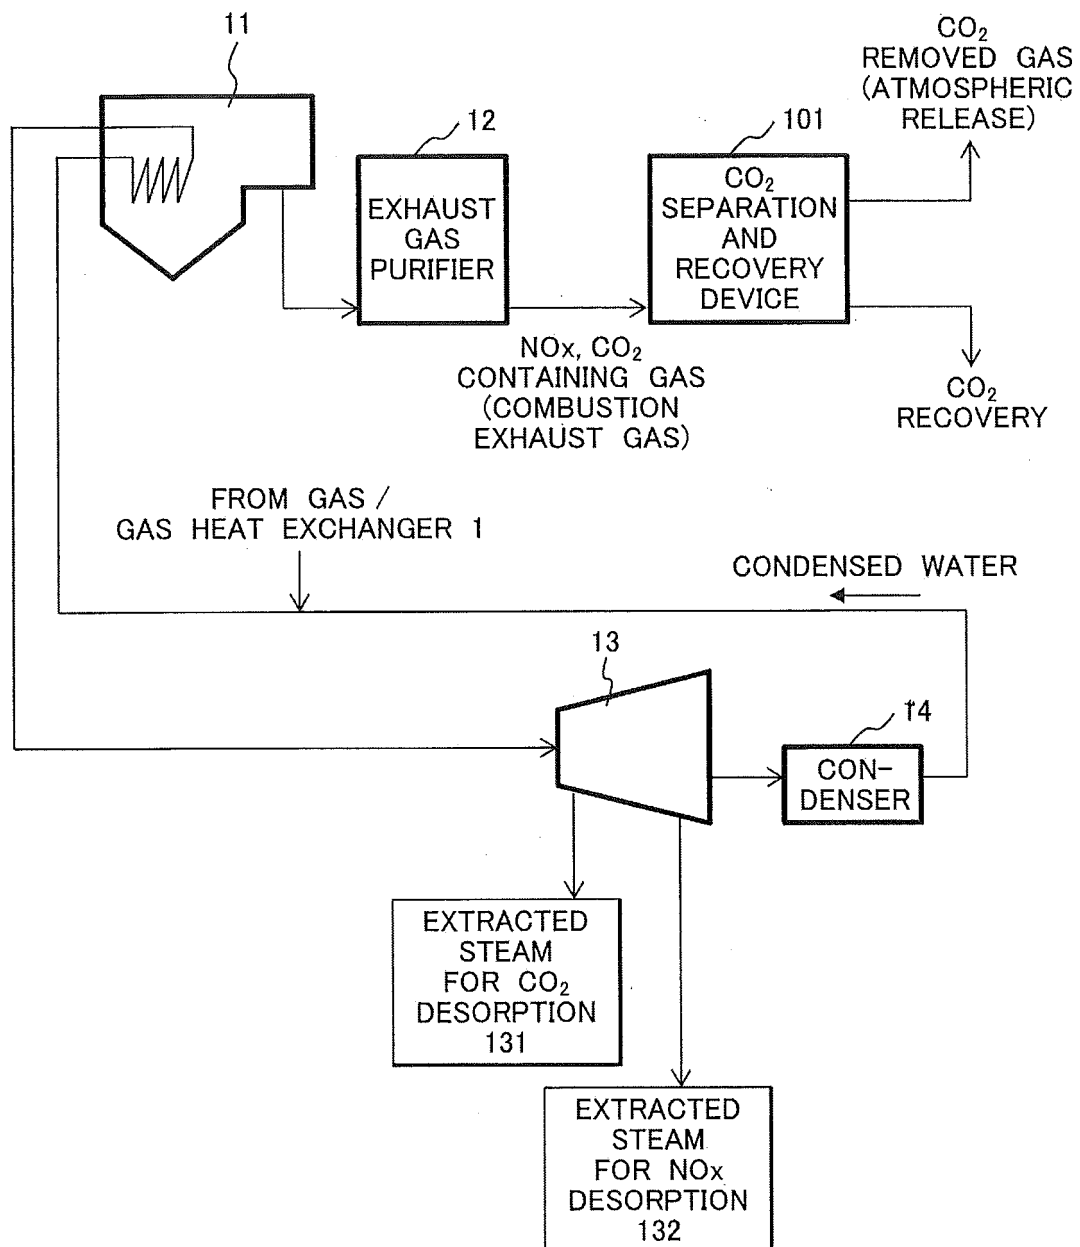 11
CO₂
REMOVED GAS
(ATMOSPHERIC
RELEASE)
12
101
EXHAUST
GAS
PURIFIER
CO₂
SEPARATION
AND
RECOVERY
DEVICE
NOx, CO₂
CONTAINING GAS
(COMBUSTION
EXHAUST GAS)
CO₂
RECOVERY
FROM GAS /
GAS HEAT EXCHANGER 1
CONDENSED WATER
13
14
CON-
DENSER
EXTRACTED
STEAM
FOR CO₂
DESORPTION
131
EXTRACTED
STEAM
FOR NOx
DESORPTION
132